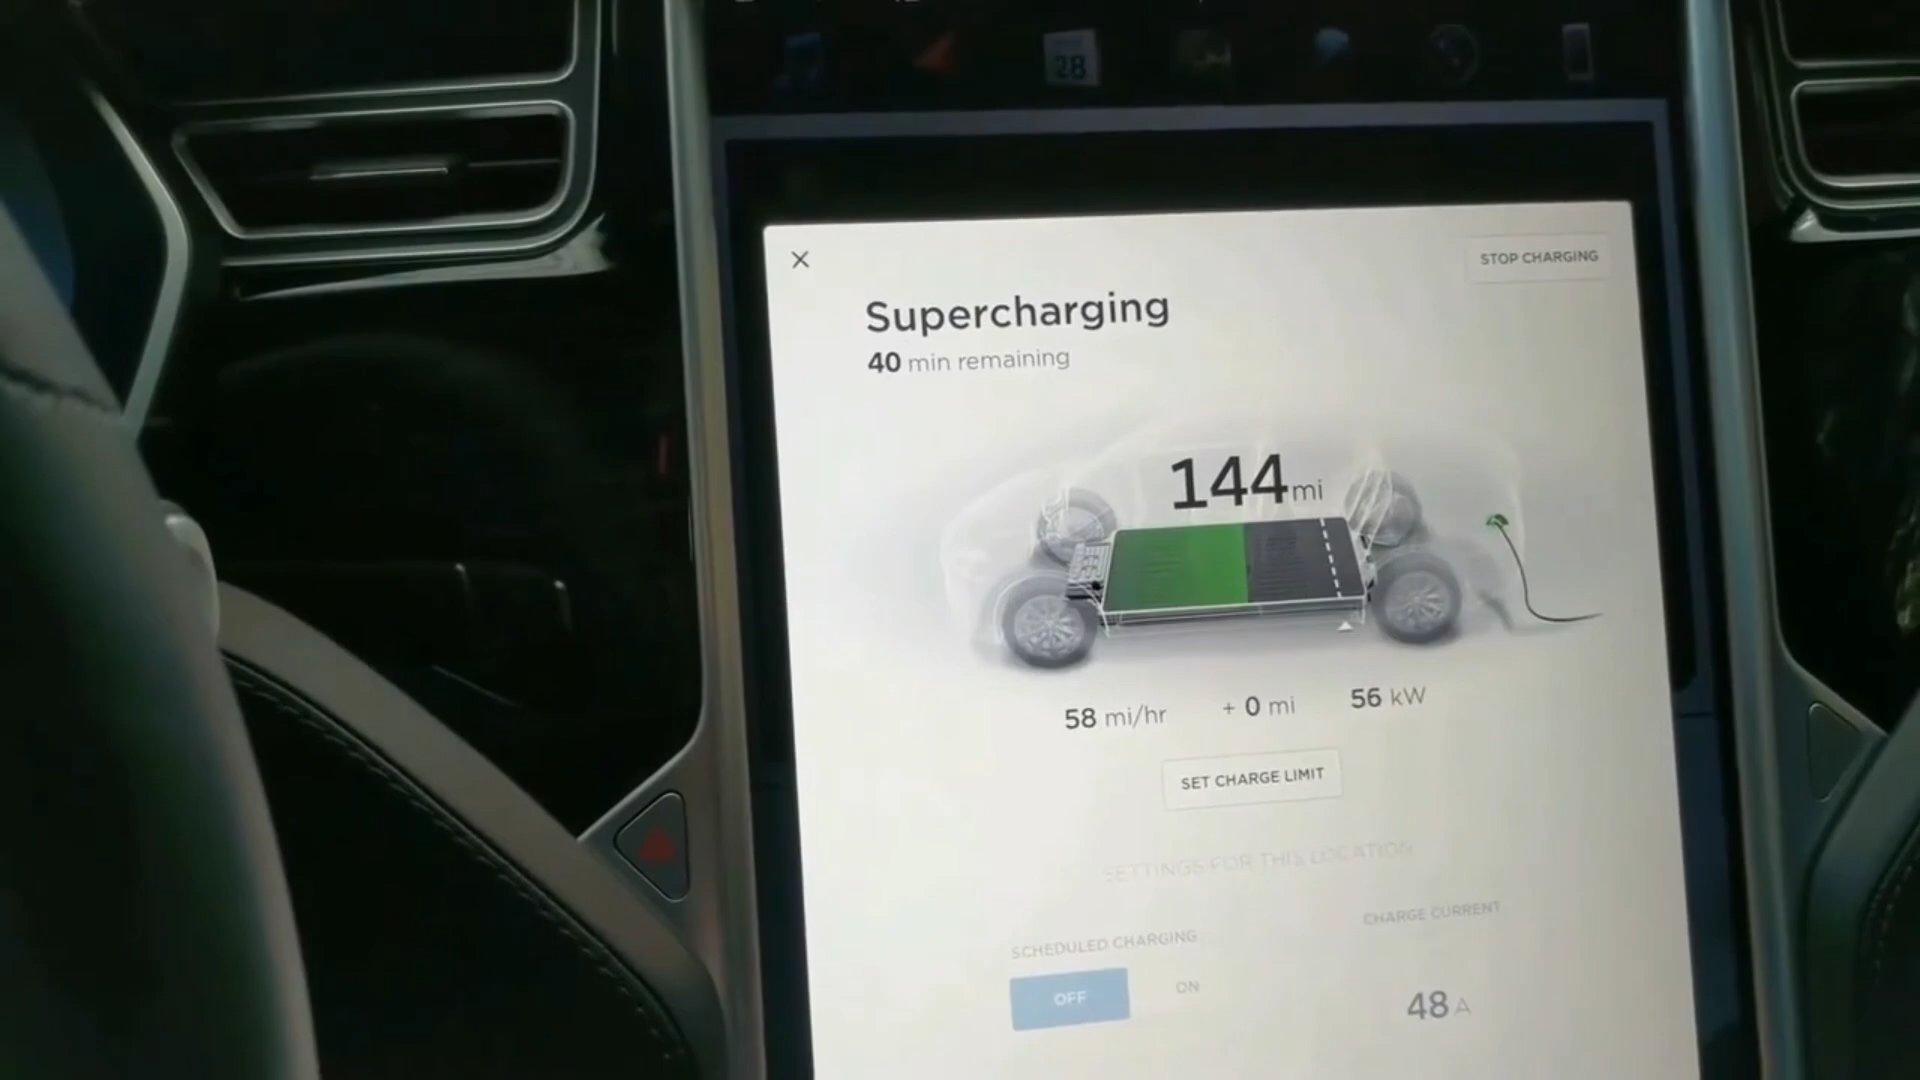 28
STOP CHARGING
Supercharging
40 min remaining
144 mi
58 mi/hr + 0 mi 56 kW
SET CHARGE LIMIT
SETTINGS FOR THIS LOCATION
SCHEDULED CHARGING
CHARGE CURRENT
OFF ON
48 A